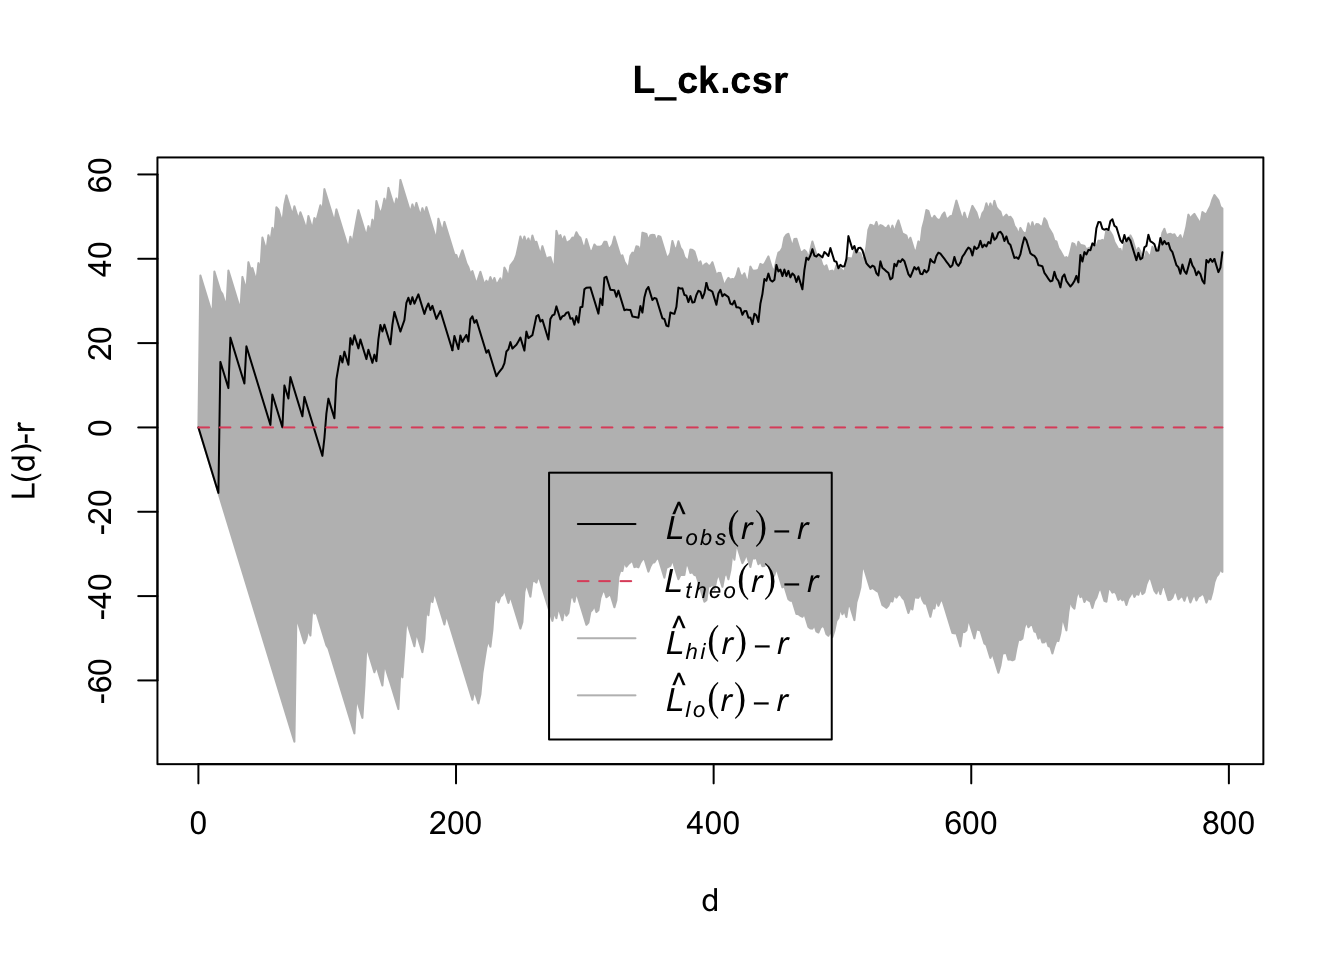 L_ck.csr
60
40
20
0
-20
-40
-60
L(d)-r
L̂obs(r) − r
Ltheo(r) − r
L̂hi(r) − r
L̂lo(r) − r
0 200 400 600 800
d